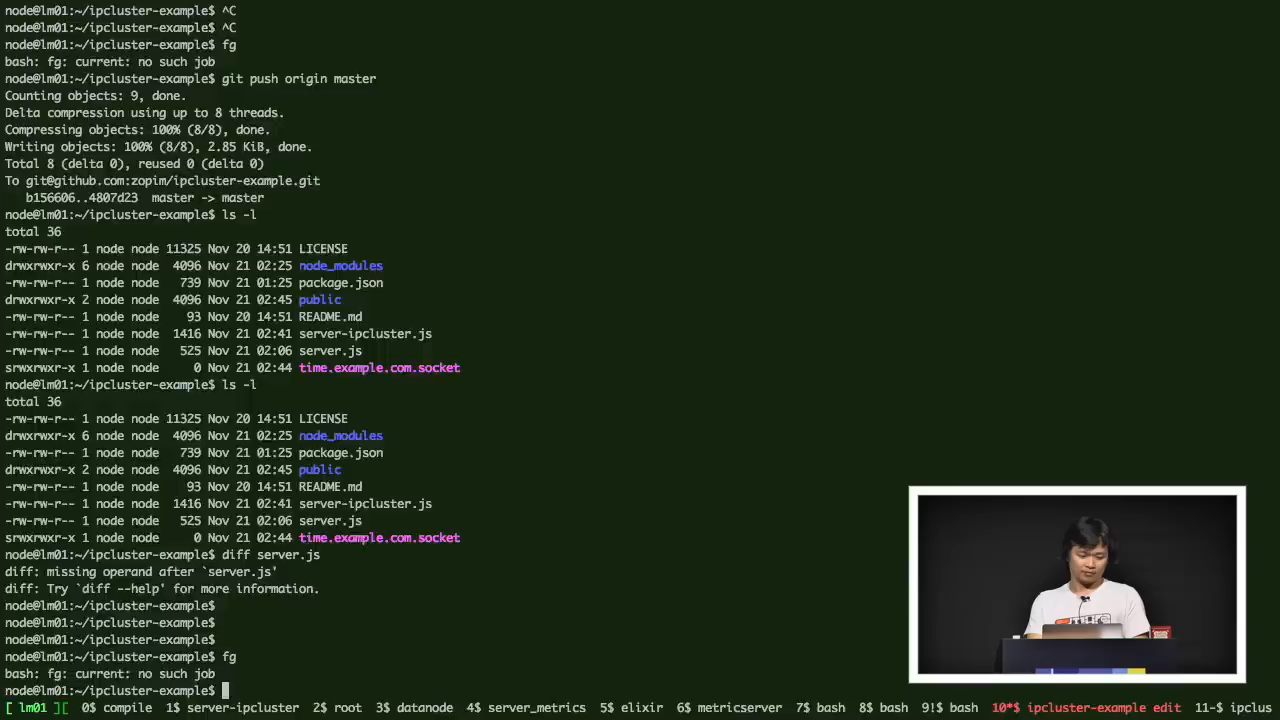 node@lm01:~/ipcluster-example$ ^C
node@lm01:~/ipcluster-example$ ^C
node@lm01:~/ipcluster-example$ fg
bash: fg: current: no such job
node@lm01:~/ipcluster-example$ git push origin master
Counting objects: 9, done.
Delta compression using up to 8 threads.
Compressing objects: 100% (8/8), done.
Writing objects: 100% (8/8), 2.85 KiB, done.
Total 8 (delta 0), reused 0 (delta 0)
To git@github.com:zopim/ipcluster-example.git
   b156606..4807d23  master -> master
node@lm01:~/ipcluster-example$ ls -l
total 36
-rw-rw-r-- 1 node node 11325 Nov 20 14:51 LICENSE
drwxrwxr-x 6 node node  4096 Nov 21 02:25 node_modules
-rw-rw-r-- 1 node node   739 Nov 21 01:25 package.json
drwxrwxr-x 2 node node  4096 Nov 21 02:45 public
-rw-rw-r-- 1 node node    93 Nov 20 14:51 README.md
-rw-rw-r-- 1 node node  1416 Nov 21 02:41 server-ipcluster.js
-rw-rw-r-- 1 node node   525 Nov 21 02:06 server.js
srwxrwxr-x 1 node node     0 Nov 21 02:44 time.example.com.socket
node@lm01:~/ipcluster-example$ ls -l
total 36
-rw-rw-r-- 1 node node 11325 Nov 20 14:51 LICENSE
drwxrwxr-x 6 node node  4096 Nov 21 02:25 node_modules
-rw-rw-r-- 1 node node   739 Nov 21 01:25 package.json
drwxrwxr-x 2 node node  4096 Nov 21 02:45 public
-rw-rw-r-- 1 node node    93 Nov 20 14:51 README.md
-rw-rw-r-- 1 node node  1416 Nov 21 02:41 server-ipcluster.js
-rw-rw-r-- 1 node node   525 Nov 21 02:06 server.js
srwxrwxr-x 1 node node     0 Nov 21 02:44 time.example.com.socket
node@lm01:~/ipcluster-example$ diff server.js
diff: missing operand after `server.js'
diff: Try `diff --help' for more information.
node@lm01:~/ipcluster-example$
node@lm01:~/ipcluster-example$
node@lm01:~/ipcluster-example$
node@lm01:~/ipcluster-example$ fg
bash: fg: current: no such job
node@lm01:~/ipcluster-example$
[ lm01 ][  0$ compile  1$ server-ipcluster  2$ root  3$ datanode  4$ server_metrics  5$ elixir  6$ metricserver  7$ bash  8$ bash  9!$ bash  10*$ ipcluster-example edit  11-$ ipclus